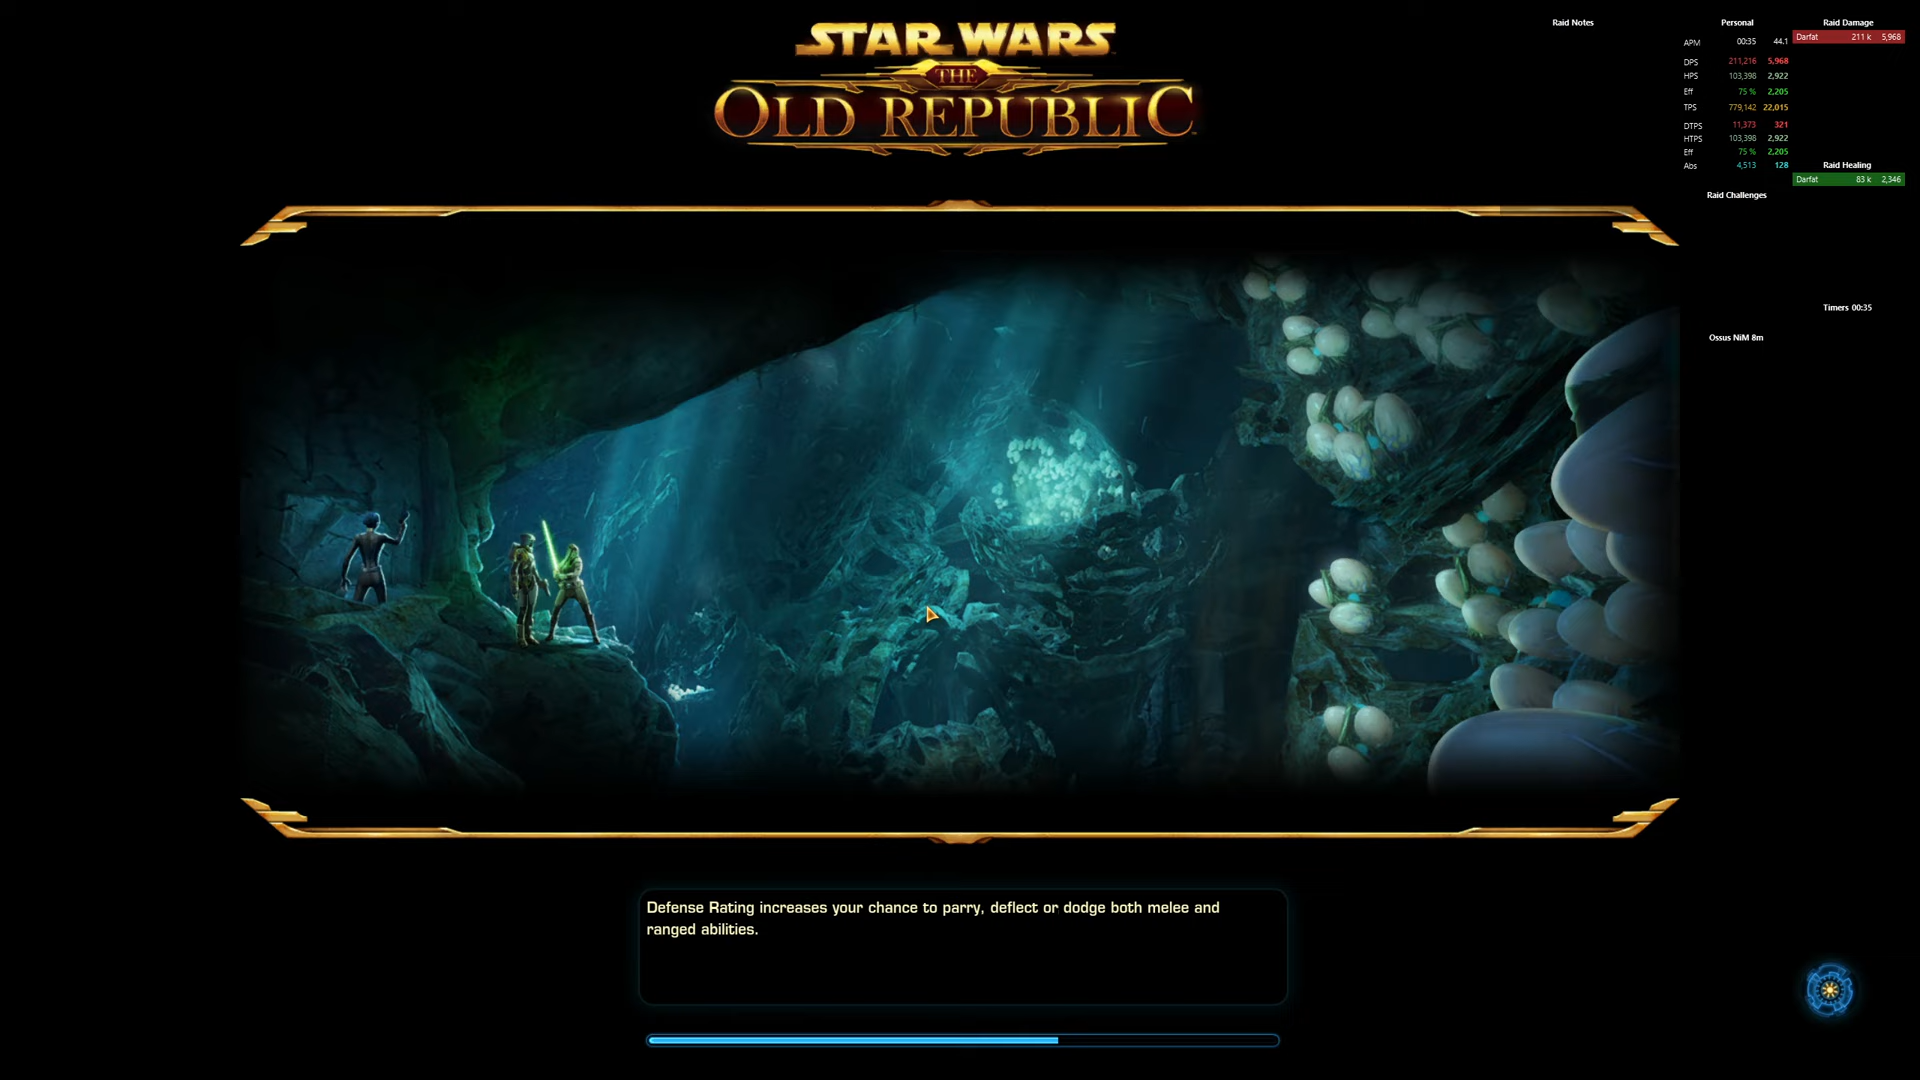 STAR WARS
THE
OLD REPUBLIC
Raid Notes
Personal
APM 00:35 44.1
DPS 211,216 5,968
HPS 103,398 2,922
Eff 75 % 2,205
TPS 779,142 22,015
DTPS 11,373 321
HTPS 103,398 2,922
Eff 75 % 2,205
Abs 4,513 128
Raid Damage
Darfat 211 k 5,968
Raid Healing
Darfat 83 k 2,346
Raid Challenges
Timers 00:35
Ossus NiM 8m
Defense Rating increases your chance to parry, deflect or dodge both melee and
ranged abilities.